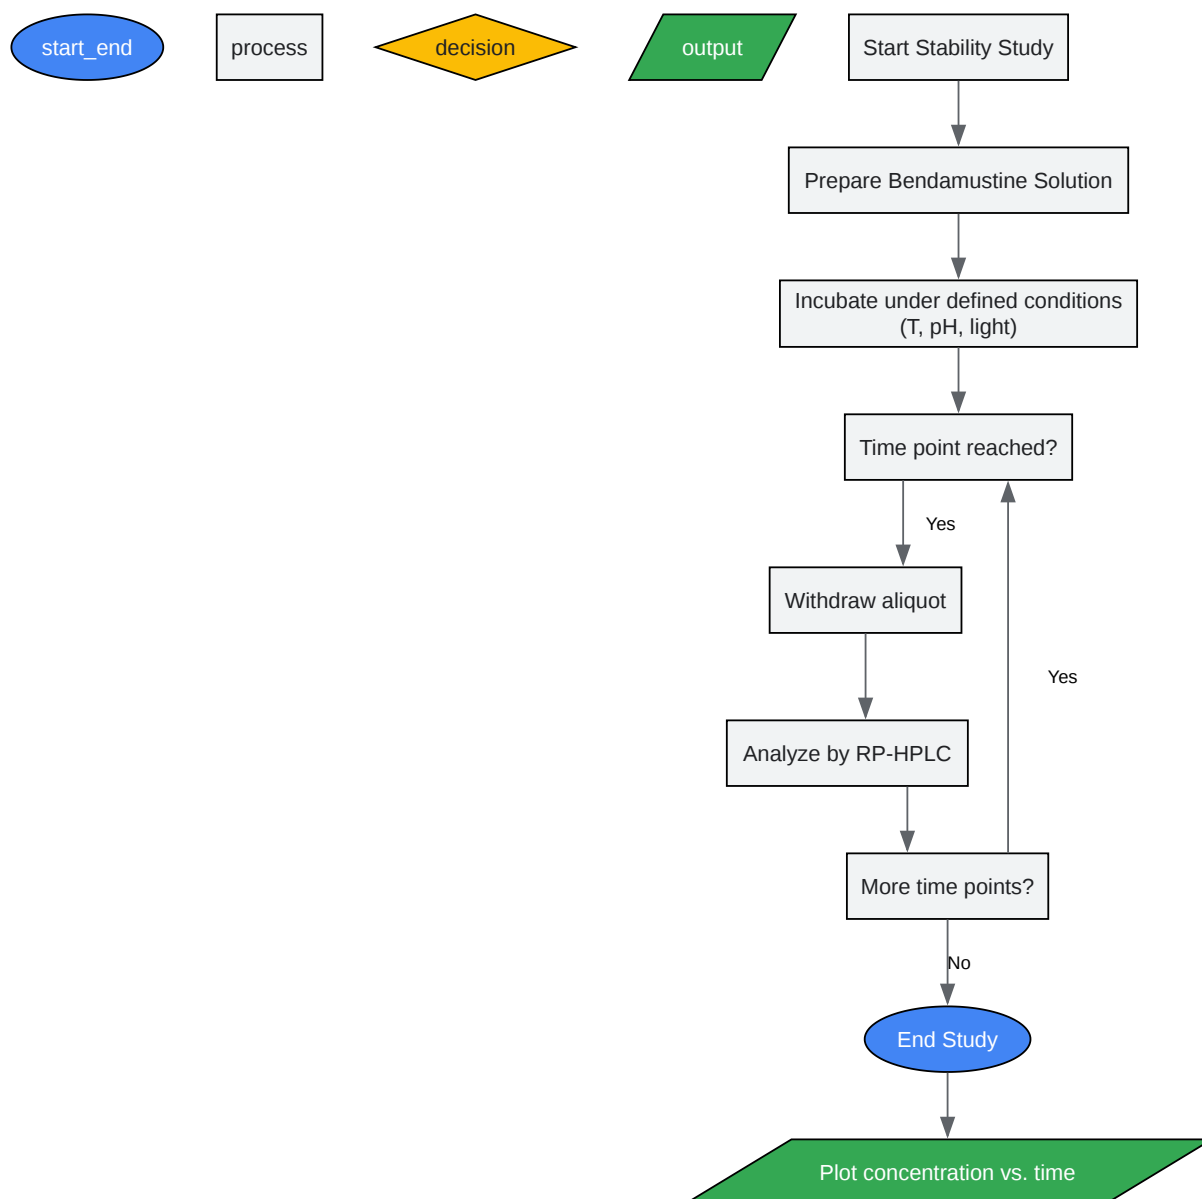 start_end
process
decision
output
Start Stability Study
Prepare Bendamustine Solution
Incubate under defined conditions
(T, pH, light)
Time point reached?
Yes
Withdraw aliquot
Yes
Analyze by RP-HPLC
More time points?
No
End Study
Plot concentration vs. time